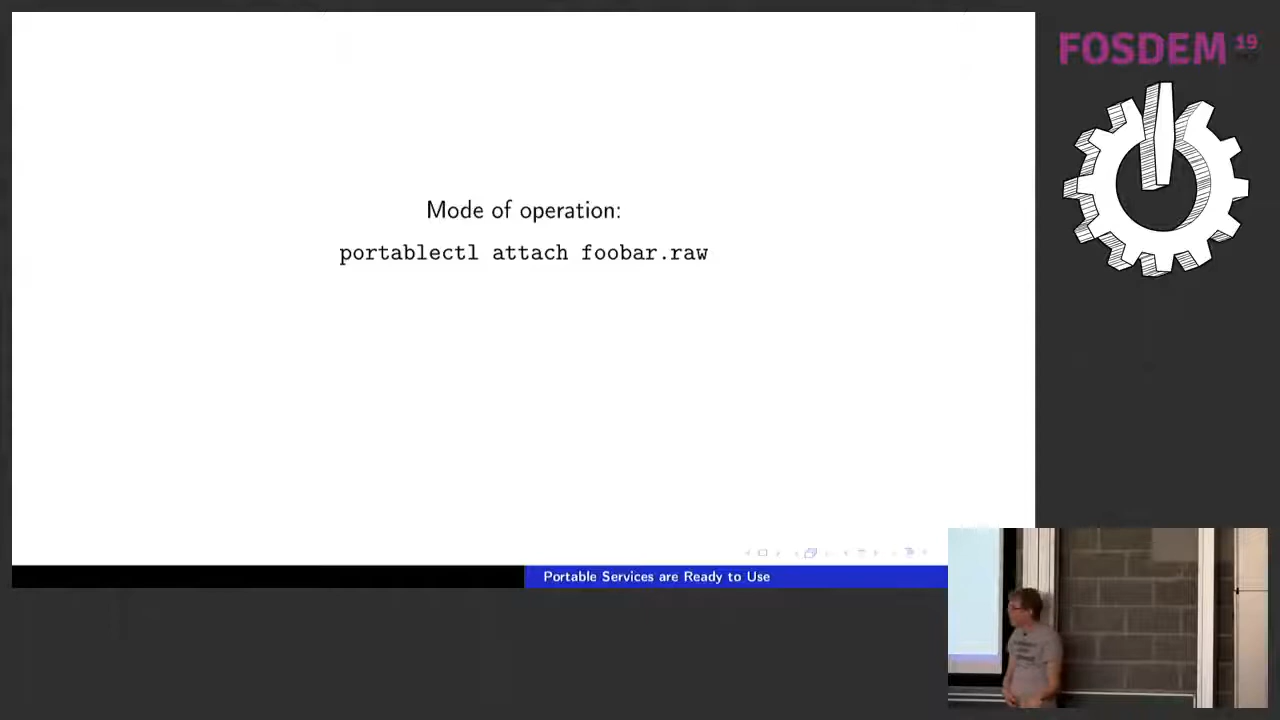 FOSDEM 19
Mode of operation:
portablectl attach foobar.raw
Portable Services are Ready to Use